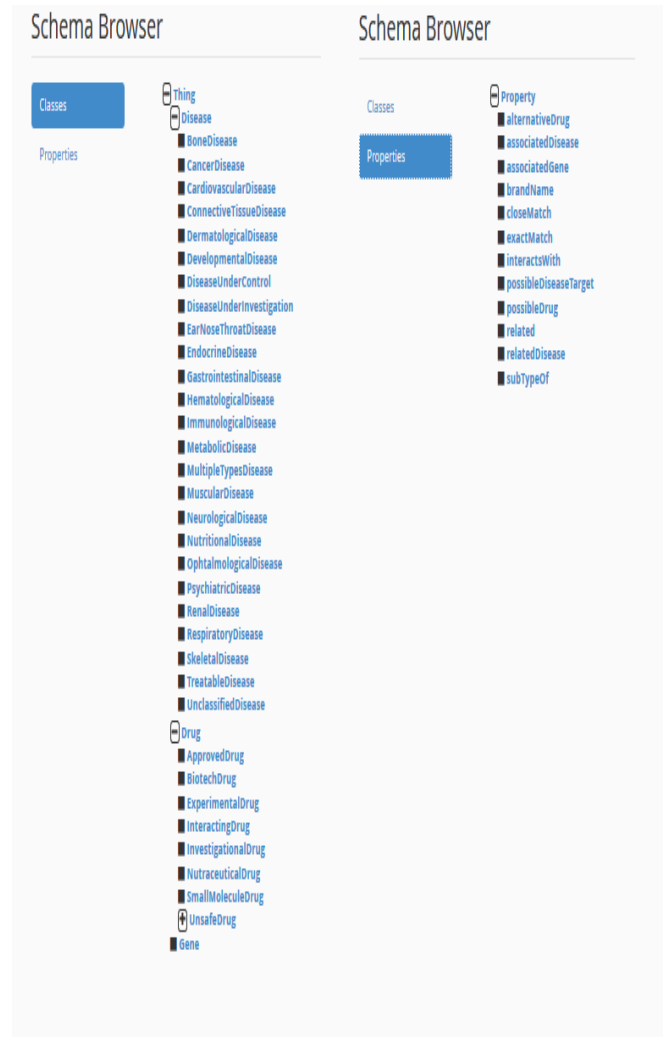 Schema Browser
Classes
Properties
Thing
Disease
BoneDisease
CancerDisease
CardiovascularDisease
ConnectiveTissueDisease
DermatologicalDisease
DevelopmentalDisease
DiseaseUnderControl
DiseaseUnderInvestigation
EarNoseThroatDisease
EndocrineDisease
GastrointestinalDisease
HematologicalDisease
ImmunologicalDisease
MetabolicDisease
MultipleTypesDisease
MuscularDisease
NeurologicalDisease
NutritionalDisease
OphtalmologicalDisease
PsychiatricDisease
RenalDisease
RespiratoryDisease
SkeletalDisease
TreatableDisease
UnclassifiedDisease
Drug
ApprovedDrug
BiotechDrug
ExperimentalDrug
InteractingDrug
InvestigationalDrug
NutraceuticalDrug
SmallMoleculeDrug
UnsafeDrug
Gene
Schema Browser
Classes
Properties
Property
alternativeDrug
associatedDisease
associatedGene
brandName
closeMatch
exactMatch
interactsWith
possibleDiseaseTarget
possibleDrug
related
relatedDisease
subTypeOf